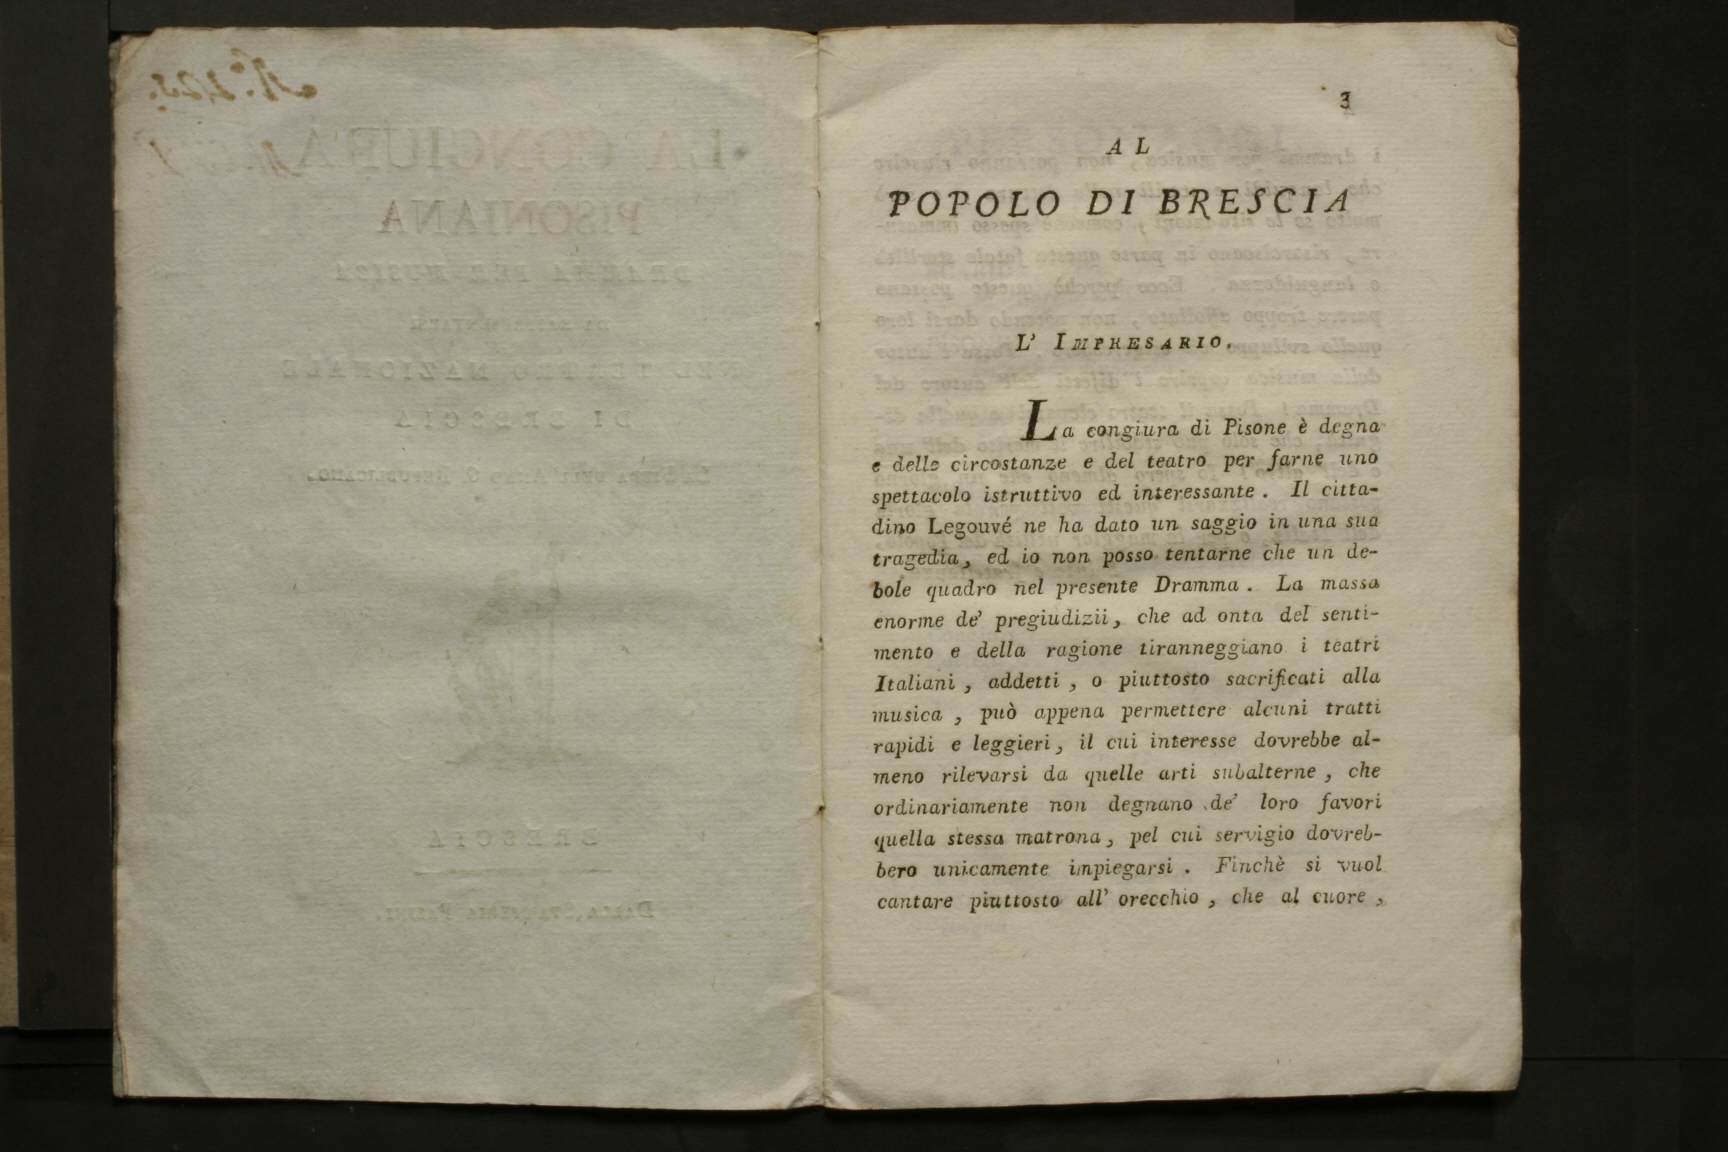 3
AL
POPOLO DI BRESCIA
L' IMPRESARIO.
La congiura di Pisone è degna
e delle circostanze e del teatro per farne uno
spettacolo istruttivo ed interessante. Il citta-
dino Legouvé ne ha dato un saggio in una sua
tragedia, ed io non posso tentarne che un de-
bole quadro nel presente Dramma. La massa
enorme de' pregiudizii, che ad onta del senti-
mento e della ragione tiranneggiano i teatri
Italiani, addetti, o piuttosto sacrificati alla
musica, può appena permettere alcuni tratti
rapidi e leggieri, il cui interesse dovrebbe al-
meno rilevarsi da quelle arti subalterne, che
ordinariamente non degnano de' loro favori
quella stessa matrona, pel cui servigio dovreb-
bero unicamente impiegarsi. Finchè si vuol
cantare piuttosto all' orecchio, che al cuore,